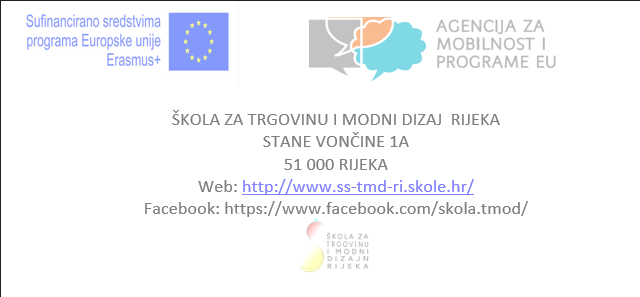 Sufinancirano sredstvima
programa Europske unije
Erasmus+
AGENCIJA ZA
MOBILNOST I
PROGRAME EU
ŠKOLA ZA TRGOVINU I MODNI DIZAJ RIJEKA
STANE VONČINE 1A
51 000 RIJEKA
Web: http://www.ss-tmd-ri.skole.hr/
Facebook: https://www.facebook.com/skola.tmod/
ŠKOLA ZA
TRGOVINU
I MODNI
DIZAJN
RIJEKA